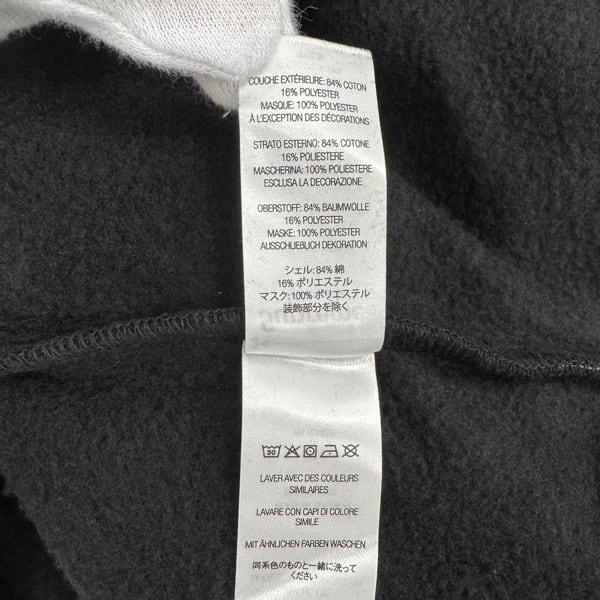 COUCHE EXTÉRIEURE: 84% COTON
16% POLYESTER
MASQUE: 100% POLYESTER
À L'EXCEPTION DES DÉCORATIONS
STRATO ESTERNO: 84% COTONE
16% POLIESTERE
MASCHERINA: 100% POLIESTERE
ESCLUSA LA DECORAZIONE
OBERSTOFF: 84% BAUMWOLLE
16% POLYESTER
MASKE: 100% POLYESTER
AUSSCHLIEBLICH DEKORATION
シェル: 84% 綿
16% ポリエステル
マスク: 100% ポリエステル
装飾部分を除く
30
LAVER AVEC DES COULEURS
SIMILAIRES
LAVARE CON CAPI DI COLORE
SIMILE
MIT ÄHNLICHEN FARBEN WASCHEN
同系色のものと一緒に洗って
ください